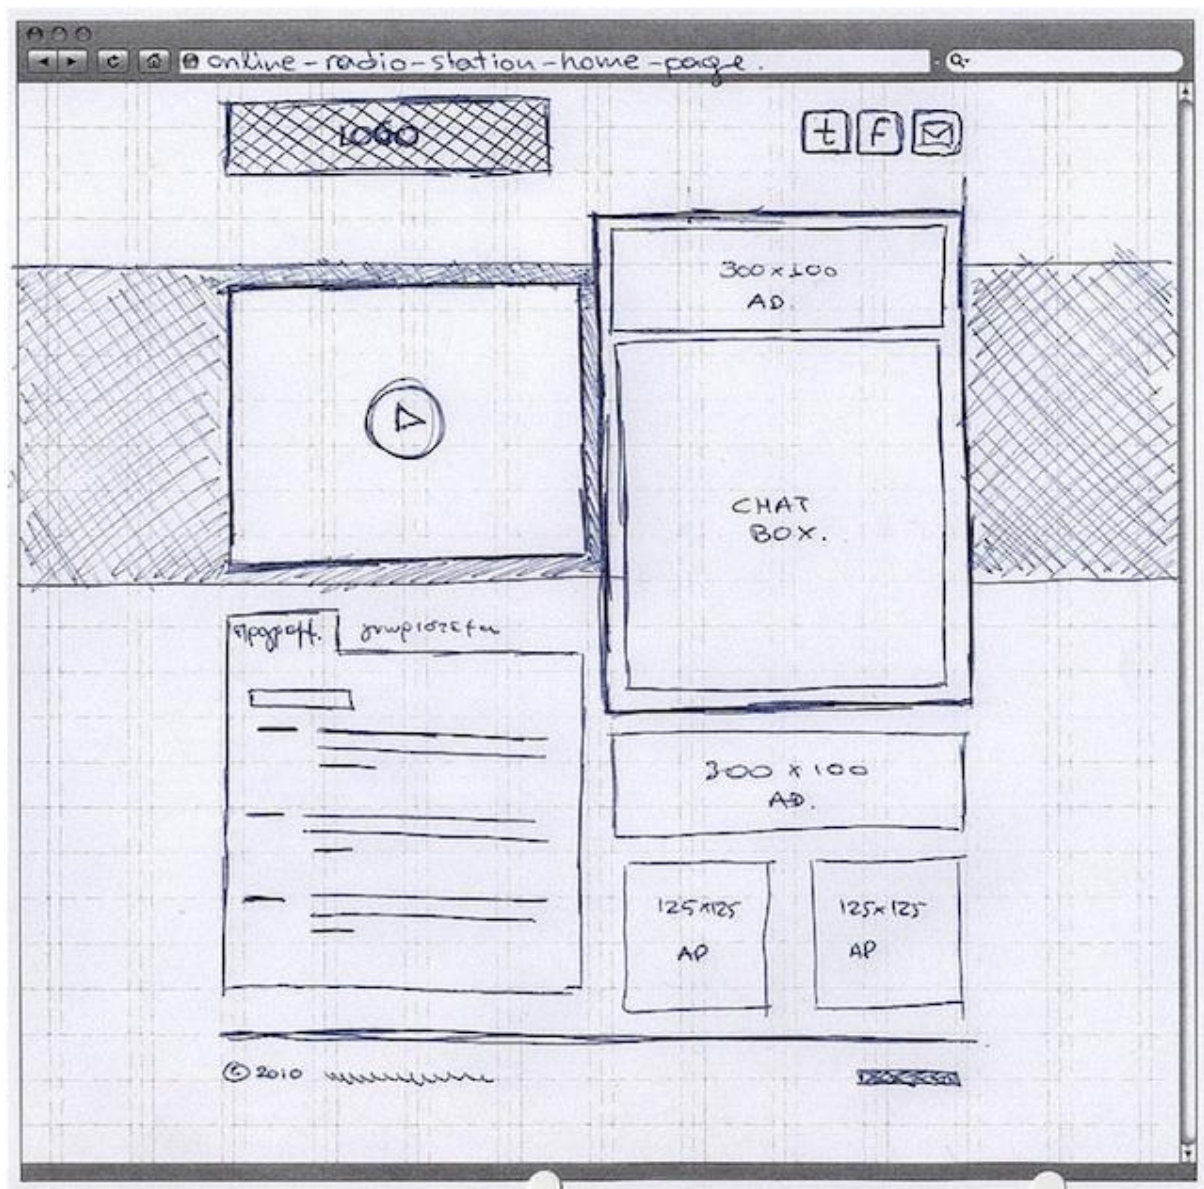 online-radio-station-home-page.
LOGO
t f
300x100
AD.
CHAT
BOX.
300 x 100
AD.
125x125
AD
125x125
AD
© 2010